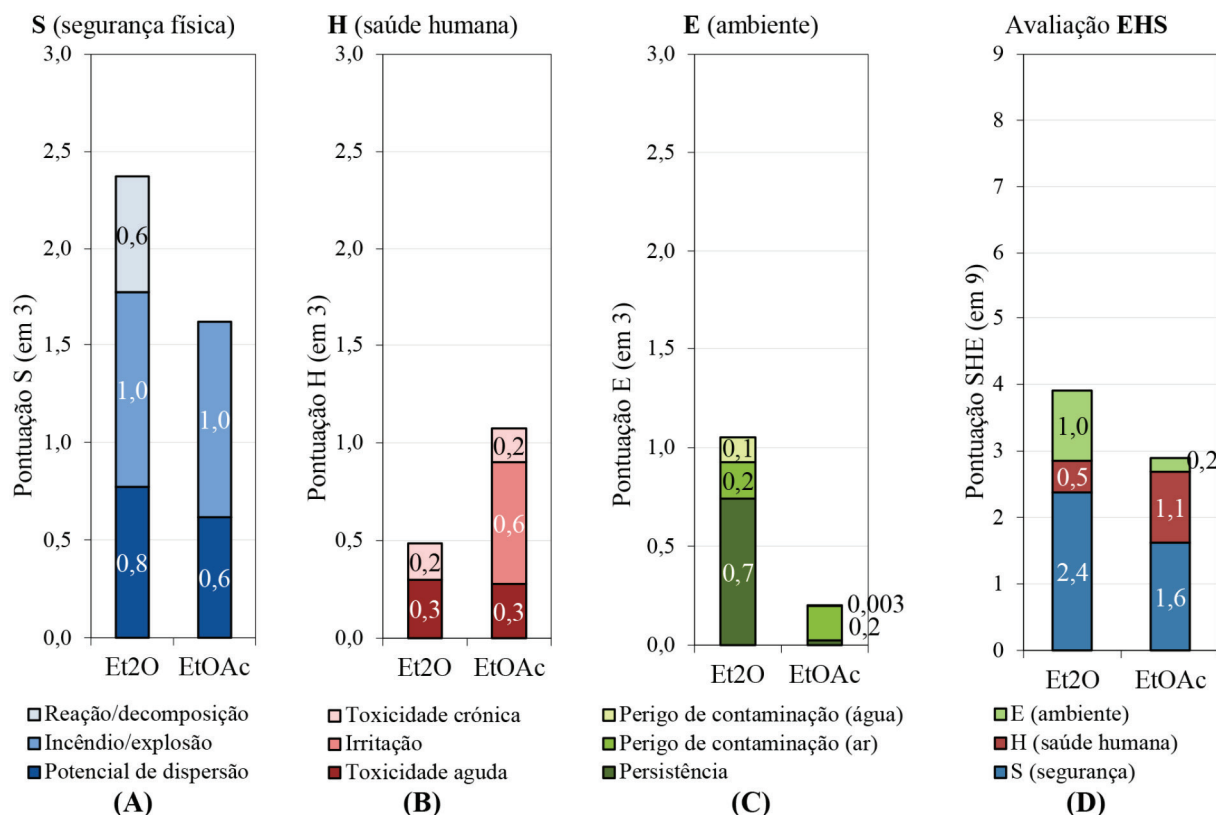 S (segurança física)
3,0
2,5
2,0
1,5
1,0
0,5
0,0
Pontuação S (em 3)
0,6
1,0
0,8
1,0
0,6
Et2O
EtOAc
Reação/decomposição
Incêndio/explosão
Potencial de dispersão
(A)
H (saúde humana)
3,0
2,5
2,0
1,5
1,0
0,5
0,0
Pontuação H (em 3)
0,2
0,3
0,2
0,6
0,3
Et2O
EtOAc
Toxicidade crónica
Irritação
Toxicidade aguda
(B)
E (ambiente)
3,0
2,5
2,0
1,5
1,0
0,5
0,0
Pontuação E (em 3)
0,1
0,2
0,7
0,003
0,2
Et2O
EtOAc
Perigo de contaminação (água)
Perigo de contaminação (ar)
Persistência
(C)
Avaliação EHS
9
8
7
6
5
4
3
2
1
0
Pontuação SHE (em 9)
1,0
0,5
2,4
0,2
1,1
1,6
Et2O
EtOAc
E (ambiente)
H (saúde humana)
S (segurança)
(D)